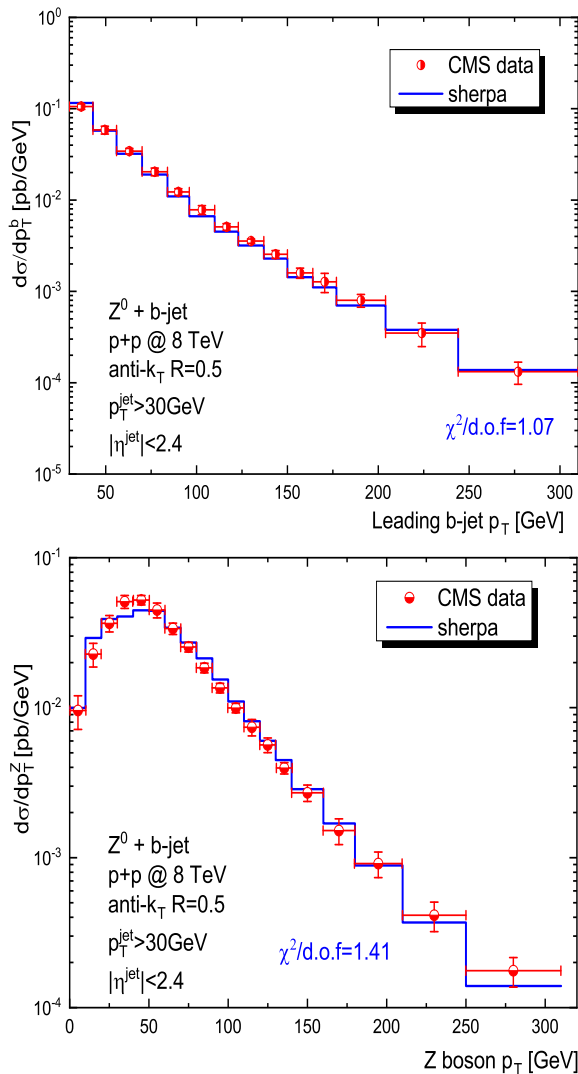 10^0
10^-1
10^-2
10^-3
10^-4
10^-5
dσ/dp_T^b [pb/GeV]
CMS data
sherpa
Z^0 + b-jet
p+p @ 8 TeV
anti-k_T R=0.5
p_T^jet>30GeV
|η^jet|<2.4
χ^2/d.o.f=1.07
50 100 150 200 250 300
Leading b-jet p_T [GeV]
10^-1
10^-2
10^-3
10^-4
dσ/dp_T^Z [pb/GeV]
CMS data
sherpa
Z^0 + b-jet
p+p @ 8 TeV
anti-k_T R=0.5
p_T^jet>30GeV
|η^jet|<2.4
χ^2/d.o.f=1.41
0 50 100 150 200 250 300
Z boson p_T [GeV]